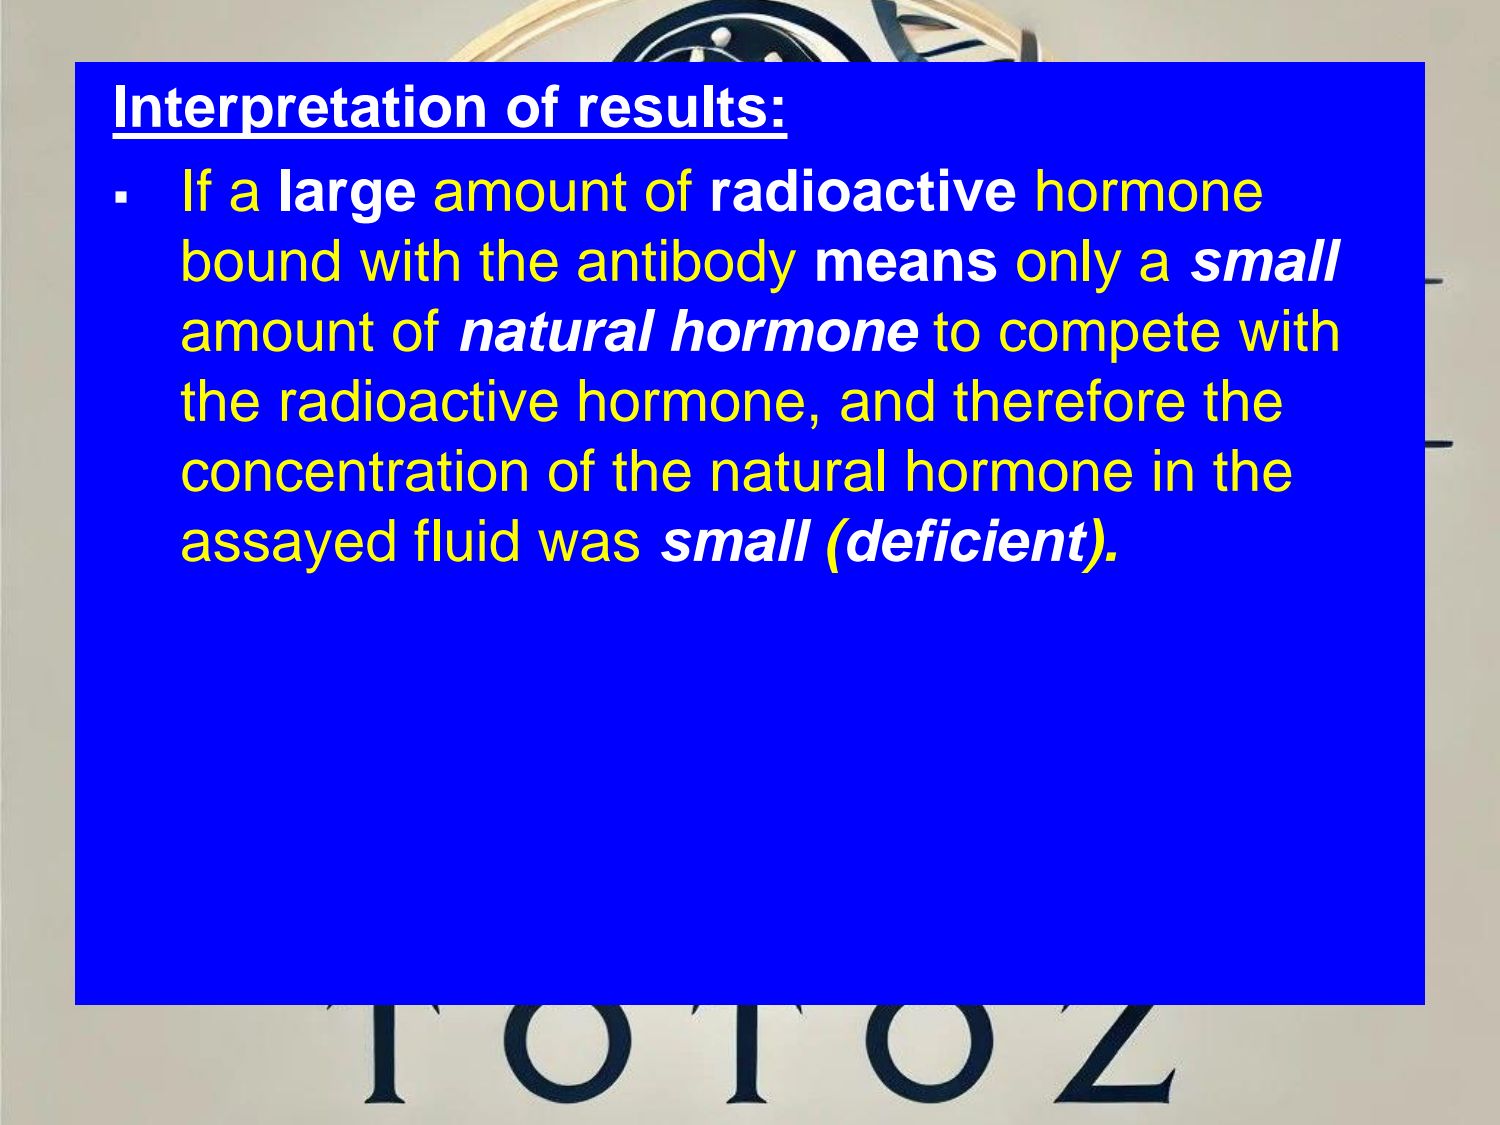 Interpretation of results:
▪ If a large amount of radioactive hormone
bound with the antibody means only a small
amount of natural hormone to compete with
the radioactive hormone, and therefore the
concentration of the natural hormone in the
assayed fluid was small (deficient).
TOTOZ